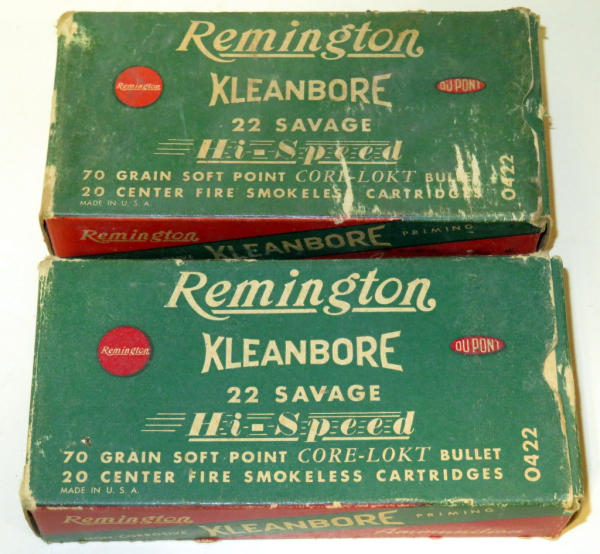 Remington
Remington
KLEANBORE
DU PONT
22 SAVAGE
Hi-Speed
70 GRAIN SOFT POINT CORE-LOKT BULLET
20 CENTER FIRE SMOKELESS CARTRIDGES
0422
MADE IN U.S.A.
Remington KLEANBORE PRIMING
Remington
Remington
KLEANBORE
DU PONT
22 SAVAGE
Hi-Speed
70 GRAIN SOFT POINT CORE-LOKT BULLET
20 CENTER FIRE SMOKELESS CARTRIDGES
0422
MADE IN U.S.A.
Remington KLEANBORE PRIMING